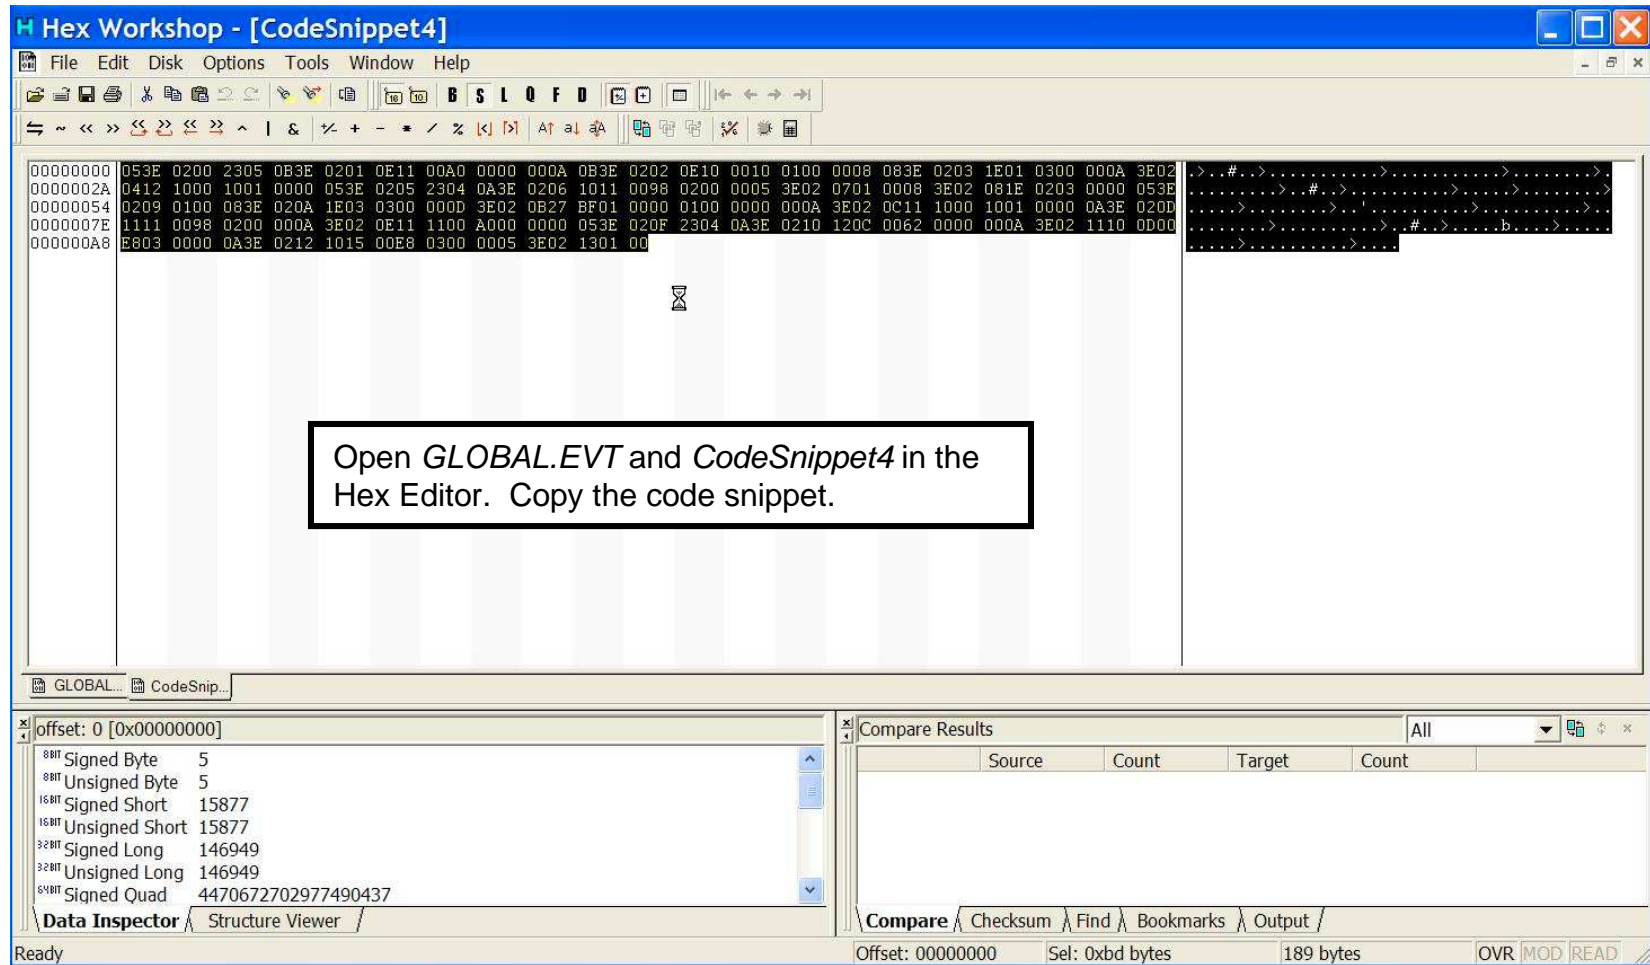 Hex Workshop - [CodeSnippet4]
File Edit Disk Options Tools Window Help
B S L Q F D
00000000 053E 0200 2305 0B3E 0201 0E11 00A0 0000 000A 0B3E 0202 0E10 0010 0100 0008 083E 0203 1E01 0300 000A 3E02 .>..#..>...........>...........>.......>.
0000002A 0412 1000 1001 0000 053E 0205 2304 0A3E 0206 1011 0098 0200 0005 3E02 0701 0008 3E02 081E 0203 0000 053E
00000054 0209 0100 083E 020A 1E03 0300 000D 3E02 0B27 BF01 0000 0100 0000 000A 3E02 0C11 1000 1001 0000 0A3E 020D
0000007E 1111 0098 0200 000A 3E02 0E11 1100 A000 0000 053E 020F 2304 0A3E 0210 120C 0062 0000 000A 3E02 1110 0D00
000000A8 E803 0000 0A3E 0212 1015 00E8 0300 0005 3E02 1301 00
Open GLOBAL.EVT and CodeSnippet4 in the
Hex Editor. Copy the code snippet.
GLOBAL... CodeSnip...
offset: 0 [0x00000000]
8BIT Signed Byte 5
8BIT Unsigned Byte 5
16BIT Signed Short 15877
16BIT Unsigned Short 15877
32BIT Signed Long 146949
32BIT Unsigned Long 146949
64BIT Signed Quad 4470672702977490437
Data Inspector Structure Viewer
Compare Results All
Source Count Target Count
Compare Checksum Find Bookmarks Output
Ready Offset: 00000000 Sel: 0xbd bytes 189 bytes OVR MOD READ